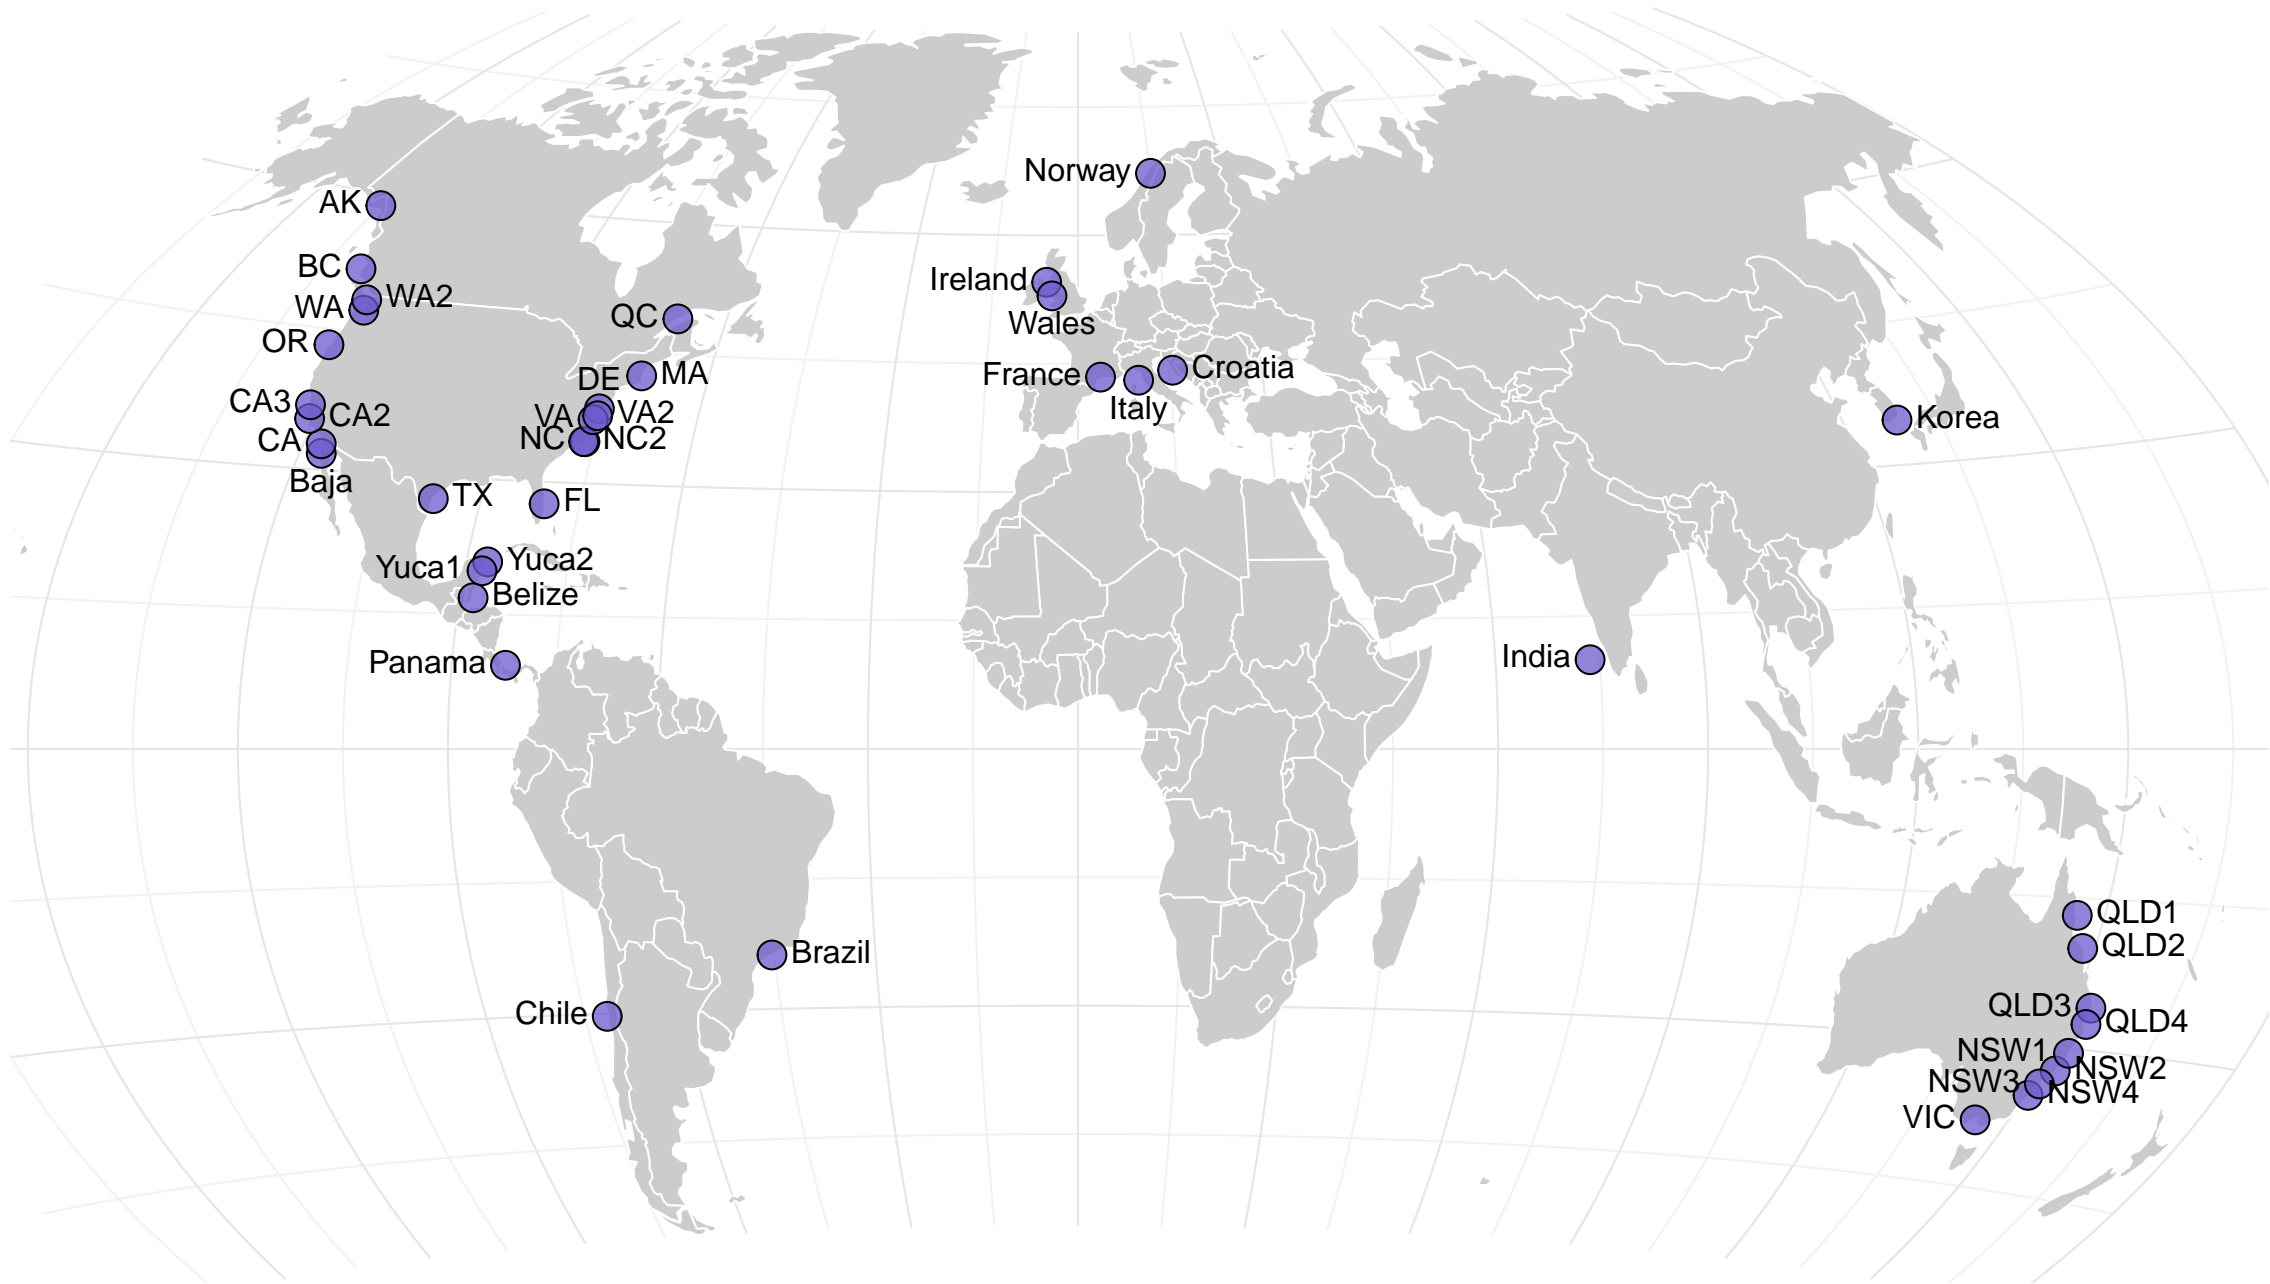 Norway
AK
BC
Ireland
WA2
WA
QC
Wales
OR
Croatia
France
MA
DE
Italy
CA3
CA2
VA
VA2
Korea
CA
NC
NC2
Baja
TX
FL
Yuca1
Yuca2
Belize
Panama
India
QLD1
QLD2
Brazil
QLD3
Chile
QLD4
NSW1
NSW2
NSW3
NSW4
VIC